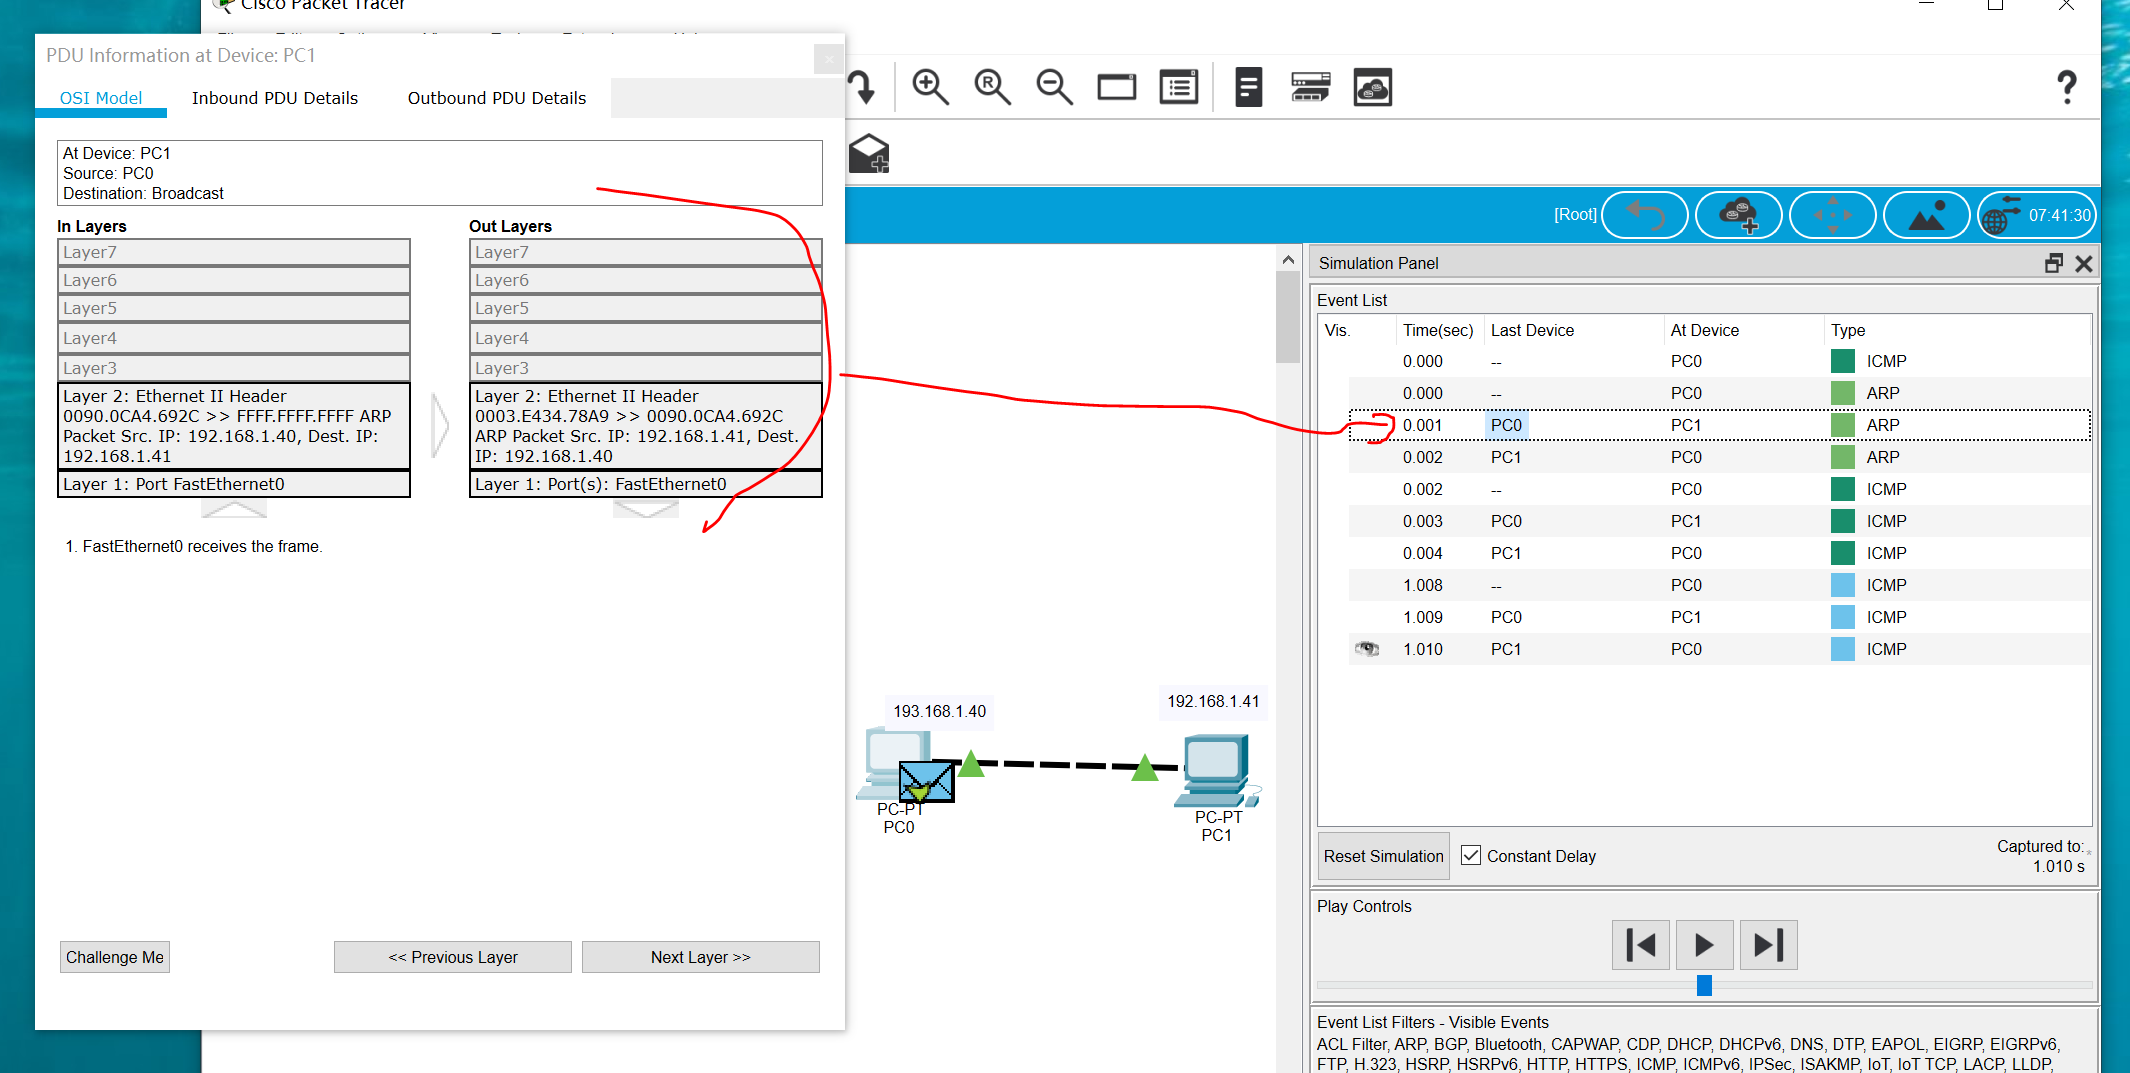 Cisco Packet Tracer
PDU Information at Device: PC1
OSI Model
Inbound PDU Details
Outbound PDU Details
At Device: PC1
Source: PC0
Destination: Broadcast
In Layers
Layer7
Layer6
Layer5
Layer4
Layer3
Layer 2: Ethernet II Header
0090.0CA4.692C >> FFFF.FFFF.FFFF ARP
Packet Src. IP: 192.168.1.40, Dest. IP:
192.168.1.41
Layer 1: Port FastEthernet0
Out Layers
Layer7
Layer6
Layer5
Layer4
Layer3
Layer 2: Ethernet II Header
0003.E434.78A9 >> 0090.0CA4.692C
ARP Packet Src. IP: 192.168.1.41, Dest.
IP: 192.168.1.40
Layer 1: Port(s): FastEthernet0
1. FastEthernet0 receives the frame.
Challenge Me
<< Previous Layer
Next Layer >>
R
?
[Root]
07:41:30
193.168.1.40
PC-PT
PC0
192.168.1.41
PC-PT
PC1
Simulation Panel
Event List
Vis. Time(sec) Last Device At Device Type
0.000 -- PC0 ICMP
0.000 -- PC0 ARP
0.001 PC0 PC1 ARP
0.002 PC1 PC0 ARP
0.002 -- PC0 ICMP
0.003 PC0 PC1 ICMP
0.004 PC1 PC0 ICMP
1.008 -- PC0 ICMP
1.009 PC0 PC1 ICMP
1.010 PC1 PC0 ICMP
Reset Simulation
Constant Delay
Captured to:
1.010 s
Play Controls
Event List Filters - Visible Events
ACL Filter, ARP, BGP, Bluetooth, CAPWAP, CDP, DHCP, DHCPv6, DNS, DTP, EAPOL, EIGRP, EIGRPv6,
FTP, H.323, HSRP, HSRPv6, HTTP, HTTPS, ICMP, ICMPv6, IPSec, ISAKMP, IoT, IoT TCP, LACP, LLDP,